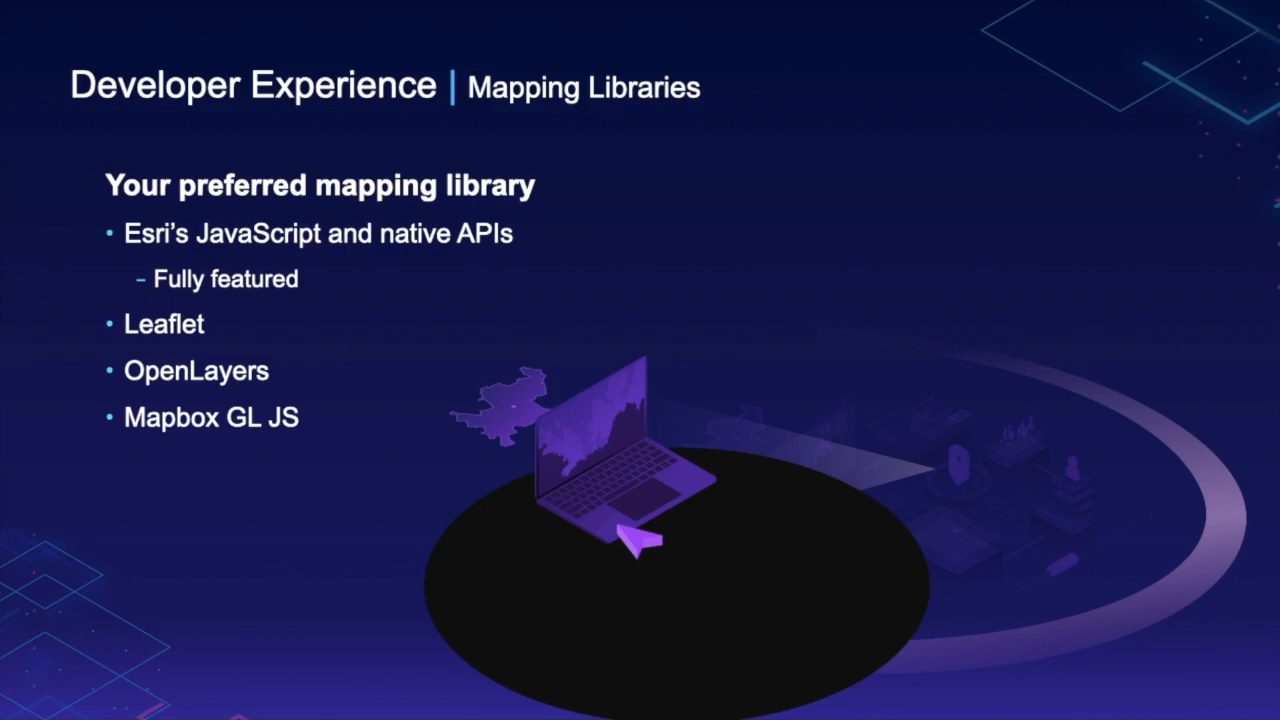 Developer Experience | Mapping Libraries
Your preferred mapping library
• Esri’s JavaScript and native APIs
– Fully featured
• Leaflet
• OpenLayers
• Mapbox GL JS